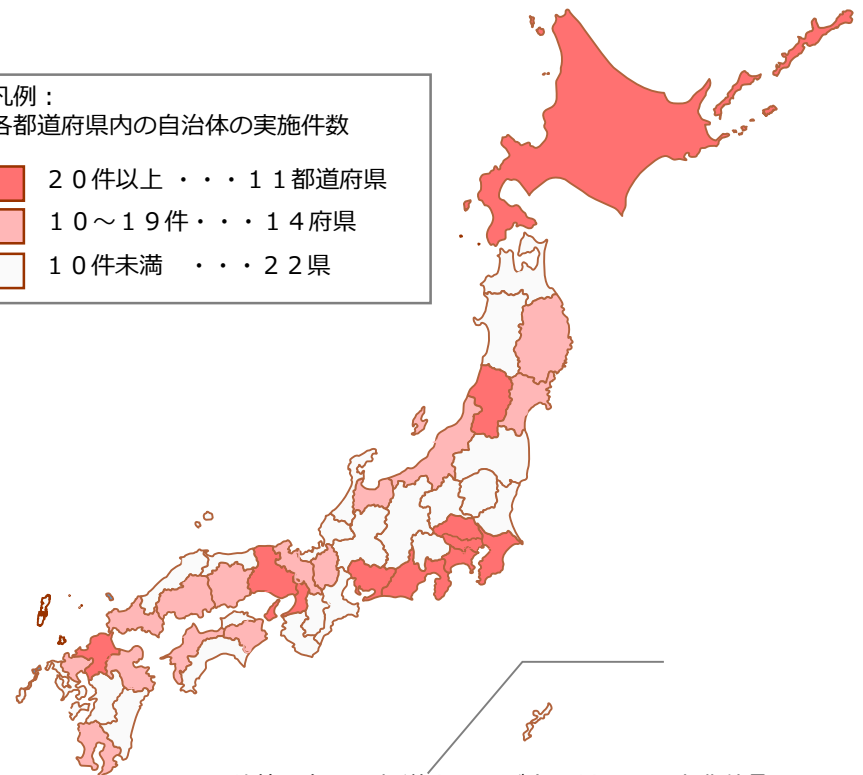 凡例：
各都道府県内の自治体の実施件数
２０件以上 ・・・１１都道府県
１０～１９件・・・１４府県
１０件未満　・・・２２県